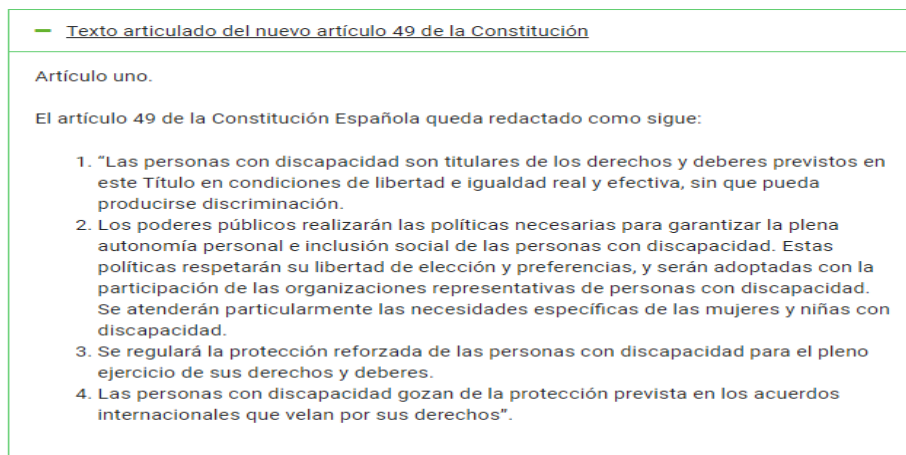 Texto articulado del nuevo artículo 49 de la Constitución
Artículo uno.
El artículo 49 de la Constitución Española queda redactado como sigue:
1. “Las personas con discapacidad son titulares de los derechos y deberes previstos en
este Título en condiciones de libertad e igualdad real y efectiva, sin que pueda
producirse discriminación.
2. Los poderes públicos realizarán las políticas necesarias para garantizar la plena
autonomía personal e inclusión social de las personas con discapacidad. Estas
políticas respetarán su libertad de elección y preferencias, y serán adoptadas con la
participación de las organizaciones representativas de personas con discapacidad.
Se atenderán particularmente las necesidades específicas de las mujeres y niñas con
discapacidad.
3. Se regulará la protección reforzada de las personas con discapacidad para el pleno
ejercicio de sus derechos y deberes.
4. Las personas con discapacidad gozan de la protección prevista en los acuerdos
internacionales que velan por sus derechos”.